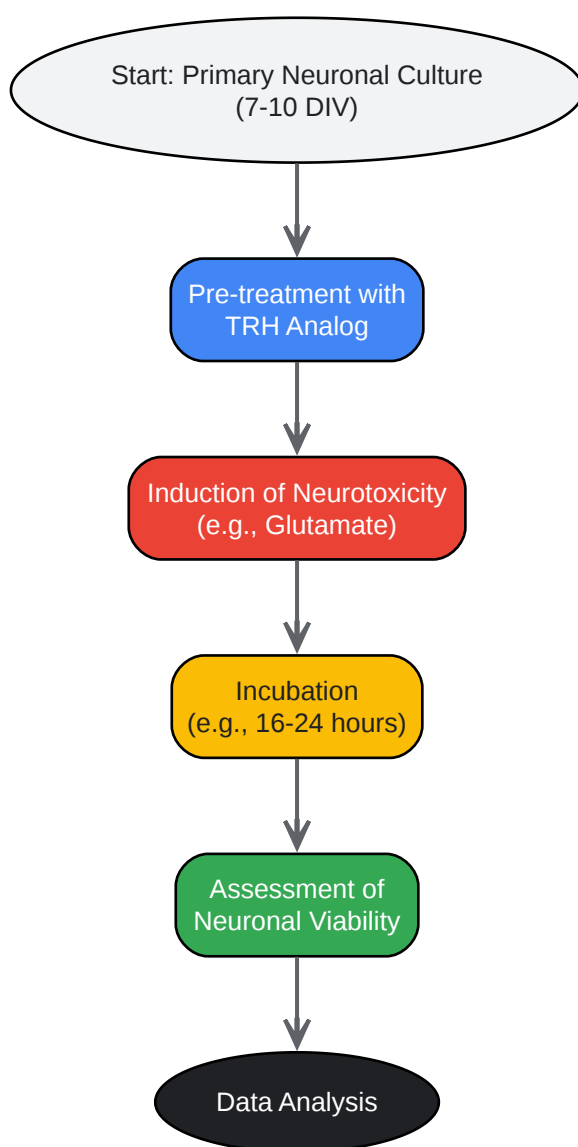 Start: Primary Neuronal Culture
(7-10 DIV)
Pre-treatment with
TRH Analog
Induction of Neurotoxicity
(e.g., Glutamate)
Incubation
(e.g., 16-24 hours)
Assessment of
Neuronal Viability
Data Analysis